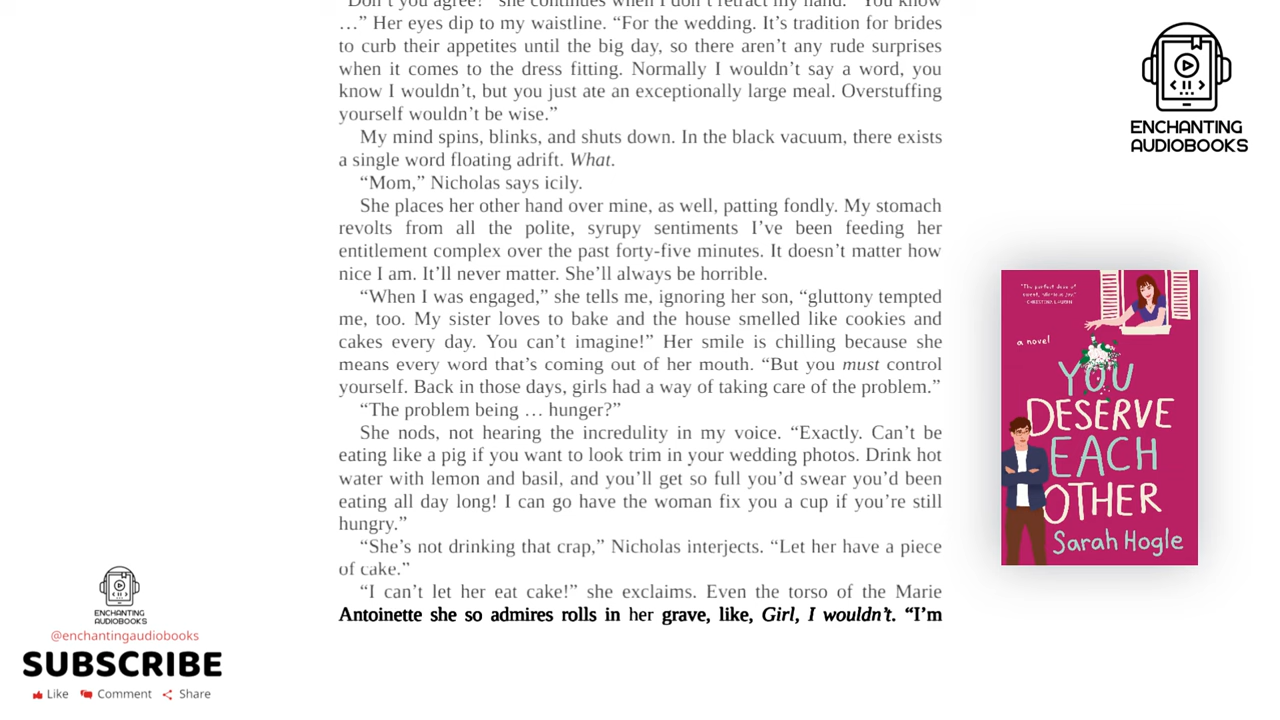 "Don't you agree?" she continues when I don't retract my hand. "You know
…" Her eyes dip to my waistline. "For the wedding. It's tradition for brides
to curb their appetites until the big day, so there aren't any rude surprises
when it comes to the dress fitting. Normally I wouldn't say a word, you
know I wouldn't, but you just ate an exceptionally large meal. Overstuffing
yourself wouldn't be wise."
My mind spins, blinks, and shuts down. In the black vacuum, there exists
a single word floating adrift. What.
"Mom," Nicholas says icily.
She places her other hand over mine, as well, patting fondly. My stomach
revolts from all the polite, syrupy sentiments I've been feeding her
entitlement complex over the past forty-five minutes. It doesn't matter how
nice I am. It'll never matter. She'll always be horrible.
"When I was engaged," she tells me, ignoring her son, "gluttony tempted
me, too. My sister loves to bake and the house smelled like cookies and
cakes every day. You can't imagine!" Her smile is chilling because she
means every word that's coming out of her mouth. "But you must control
yourself. Back in those days, girls had a way of taking care of the problem."
"The problem being … hunger?"
She nods, not hearing the incredulity in my voice. "Exactly. Can't be
eating like a pig if you want to look trim in your wedding photos. Drink hot
water with lemon and basil, and you'll get so full you'd swear you'd been
eating all day long! I can go have the woman fix you a cup if you're still
hungry."
"She's not drinking that crap," Nicholas interjects. "Let her have a piece
of cake."
"I can't let her eat cake!" she exclaims. Even the torso of the Marie
Antoinette she so admires rolls in her grave, like, Girl, I wouldn't. "I'm
ENCHANTING
AUDIOBOOKS
a novel
YOU
DESERVE
EACH
OTHER
Sarah Hogle
ENCHANTING
AUDIOBOOKS
@enchantingaudiobooks
SUBSCRIBE
Like Comment Share